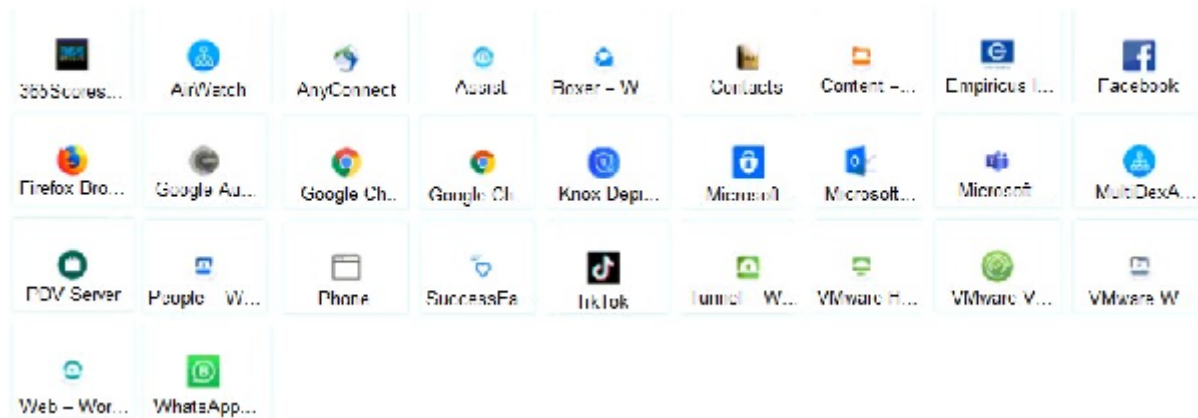 365Scores...
AirWatch
AnyConnect
Assist
Boxer – W...
Contacts
Content –...
Empiricus I...
Facebook
Firefox Bro...
Google Au...
Google Ch...
Google Ch...
Knox Depl...
Microsoft
Microsoft...
Microsoft
MultiDexA...
PDV Server
People – W...
Phone
SuccessFa
TikTok
Tunnel – W...
VMware H...
VMware V...
VMware W
Web – Wor...
WhatsApp...